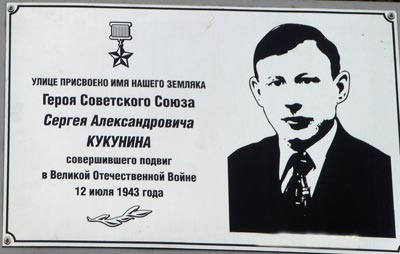 УЛИЦЕ ПРИСВОЕНО ИМЯ НАШЕГО ЗЕМЛЯКА
Героя Советского Союза
Сергея Александровича
КУКУНИНА
совершившего подвиг
в Великой Отечественной Войне
12 июля 1943 года